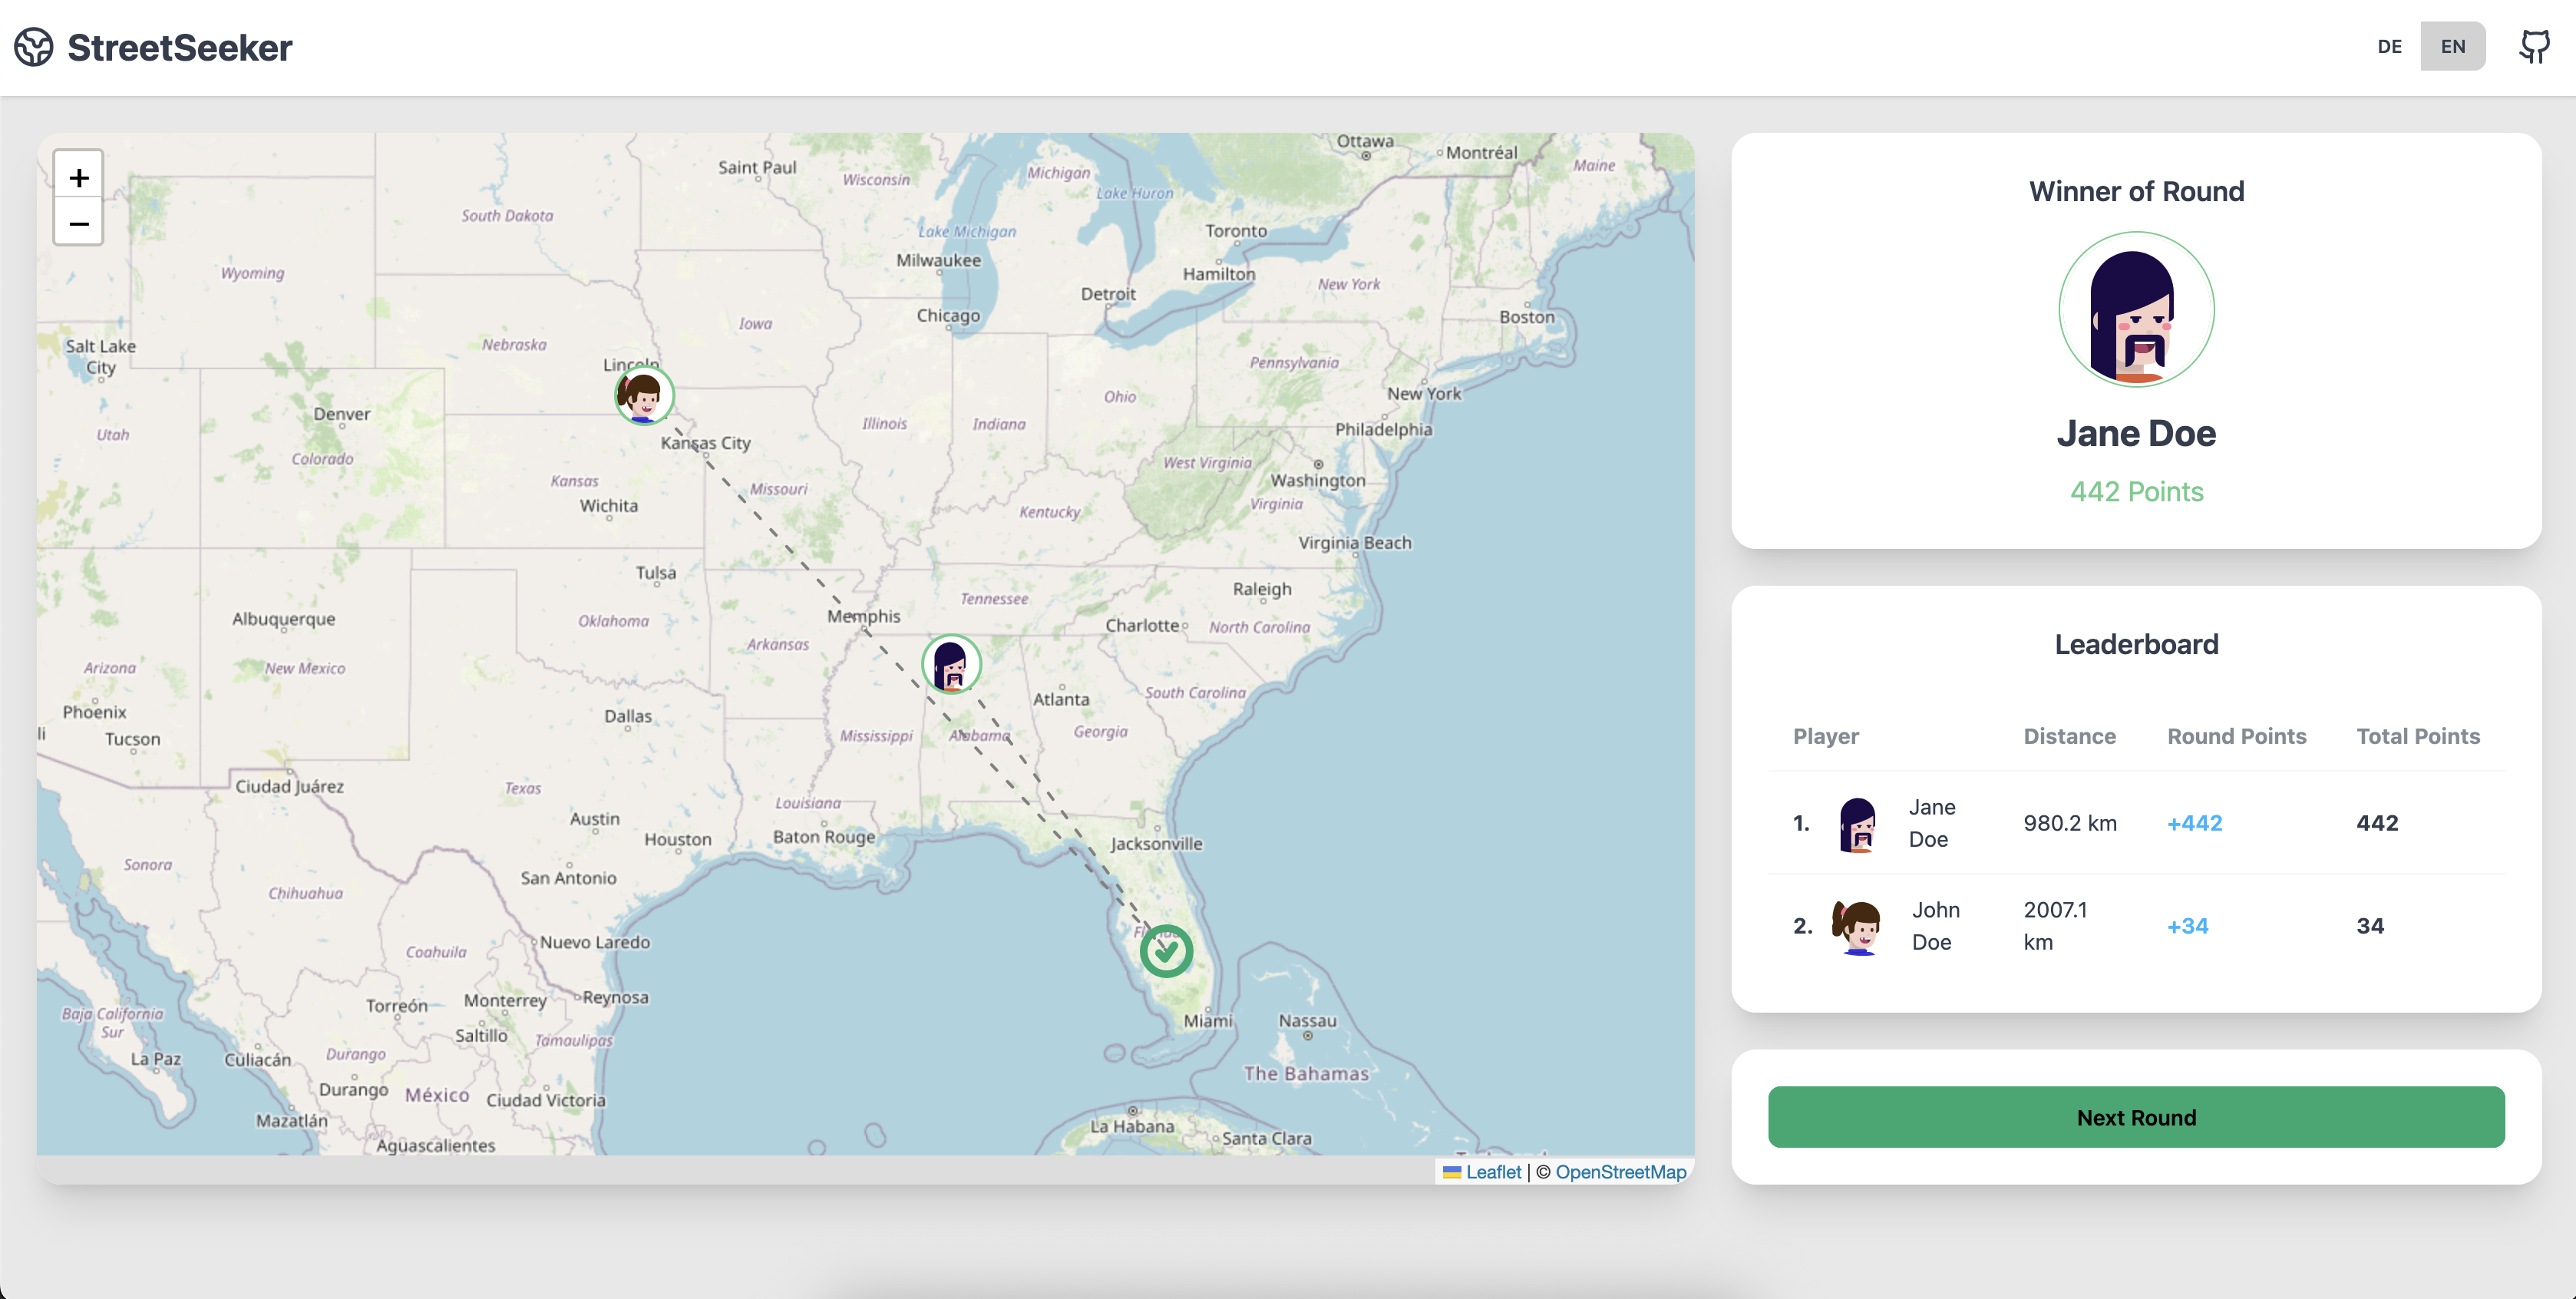 StreetSeeker
DE
EN
+
−
Ottawa
Montréal
Maine
Saint Paul
Wisconsin
Michigan
Lake Huron
South Dakota
Lake Michigan
Toronto
Milwaukee
Hamilton
Wyoming
New York
Detroit
Chicago
Boston
Iowa
Salt Lake
City
Nebraska
Lincoln
Pennsylvania
New York
Ohio
Denver
Illinois
Indiana
Philadelphia
Utah
Kansas City
Colorado
West Virginia
Kansas
Missouri
Washington
Wichita
Virginia
Kentucky
Virginia Beach
Tulsa
Raleigh
Tennessee
Albuquerque
Oklahoma
Memphis
Charlotte
North Carolina
Arkansas
Arizona
New Mexico
South Carolina
Atlanta
Phoenix
Dallas
li
Tucson
Mississippi
Alabama
Georgia
Ciudad Juárez
Texas
Louisiana
Austin
Houston
Baton Rouge
Jacksonville
Sonora
San Antonio
Chihuahua
Florida
Coahuila
Nuevo Laredo
Torreón
Monterrey
Reynosa
Baja California
Sur
Miami
Nassau
Saltillo
Tamaulipas
La Paz
Culiacán
Durango
The Bahamas
Durango
México
Ciudad Victoria
Mazatlán
La Habana
Santa Clara
Aguascalientes
Leaflet | © OpenStreetMap
Winner of Round
Jane Doe
442 Points
Leaderboard
Player Distance Round Points Total Points
1. Jane Doe 980.2 km +442 442
2. John Doe 2007.1 km +34 34
Next Round